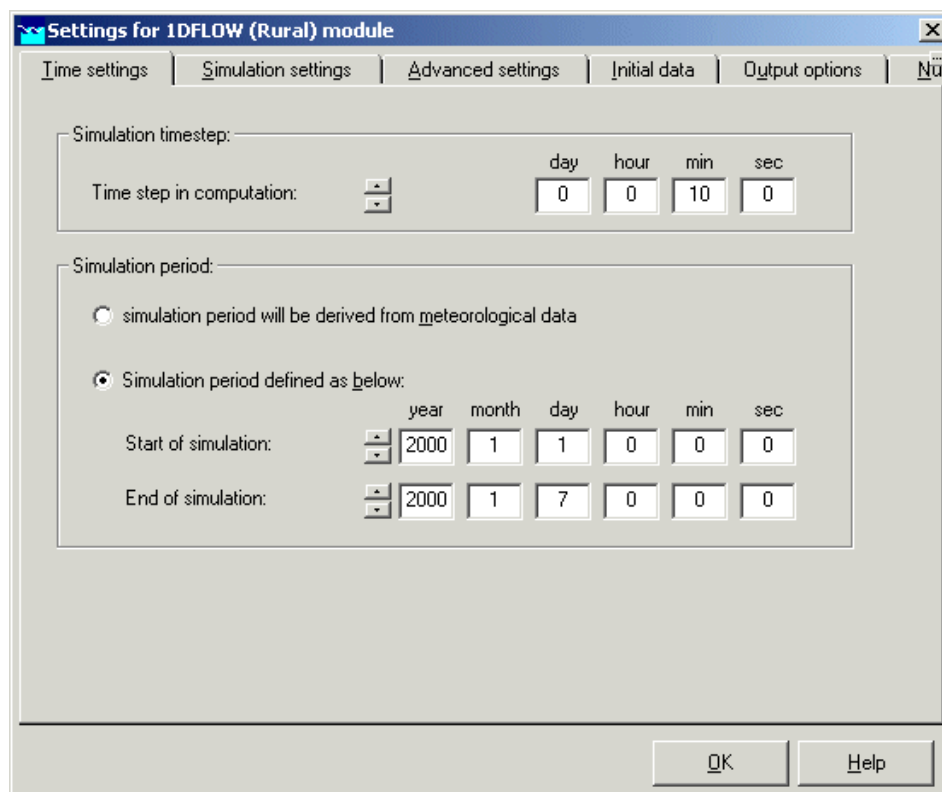 Settings for 1DFLOW (Rural) module
Time settings Simulation settings Advanced settings Initial data Output options Nu
Simulation timestep:
day hour min sec
Time step in computation: 0 0 10 0
Simulation period:
simulation period will be derived from meteorological data
Simulation period defined as below:
year month day hour min sec
Start of simulation: 2000 1 1 0 0 0
End of simulation: 2000 1 7 0 0 0
OK Help